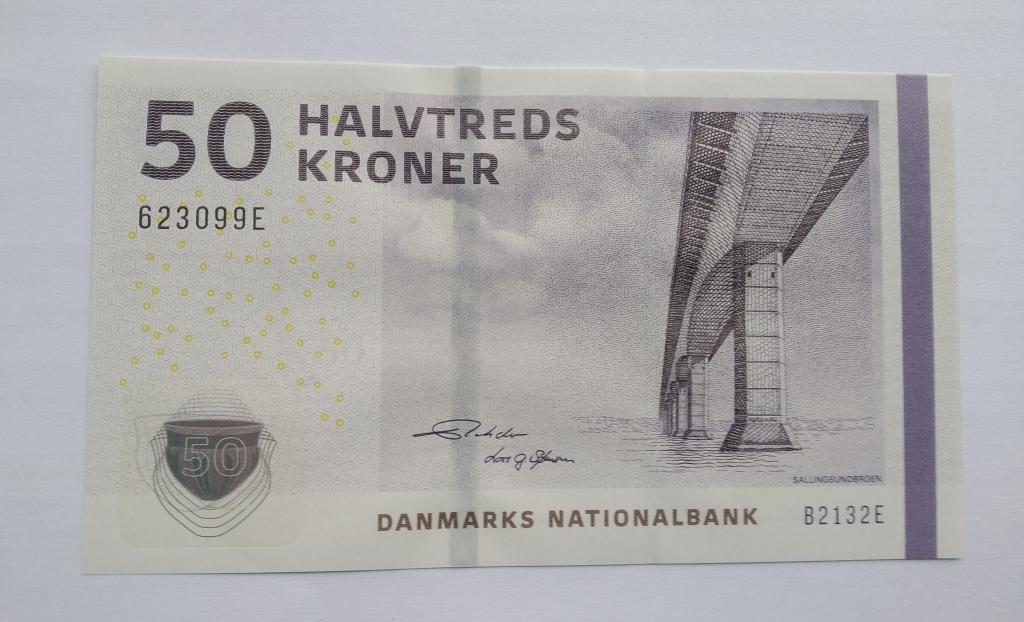 50 HALVTREDS
KRONER
623099E
50
SALLINGSUNDBROEN
DANMARKS NATIONALBANK
B2132E